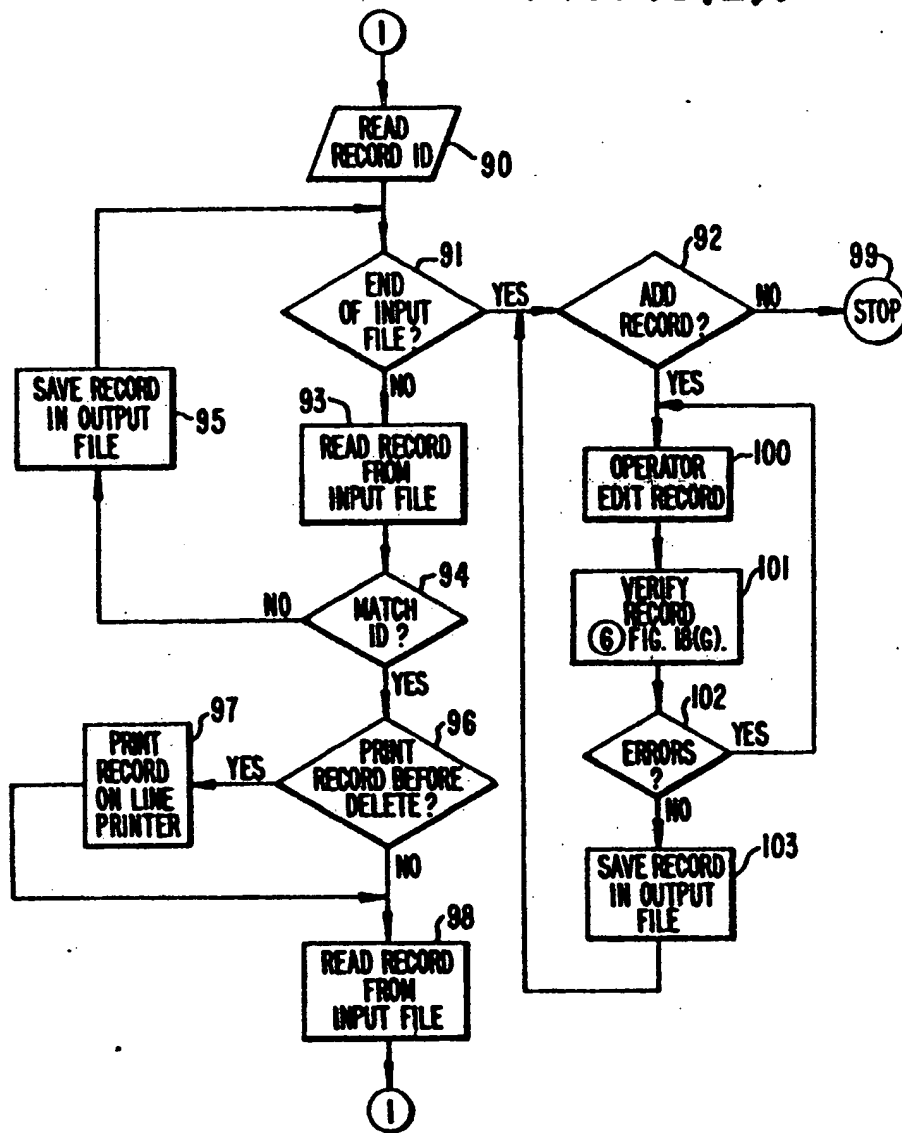 1
READ
RECORD ID
90
91
END
OF INPUT
FILE?
YES
92
ADD
RECORD?
NO
99
STOP
NO
YES
SAVE RECORD
IN OUTPUT
FILE
95
93
READ RECORD
FROM
INPUT FILE
OPERATOR
EDIT RECORD
100
94
MATCH
ID?
NO
YES
VERIFY
RECORD
6 FIG. 18(G).
101
97
PRINT
RECORD
ON LINE
PRINTER
YES
96
PRINT
RECORD BEFORE
DELETE?
NO
102
ERRORS
?
YES
NO
98
READ RECORD
FROM
INPUT FILE
SAVE RECORD
IN OUTPUT
FILE
103
1